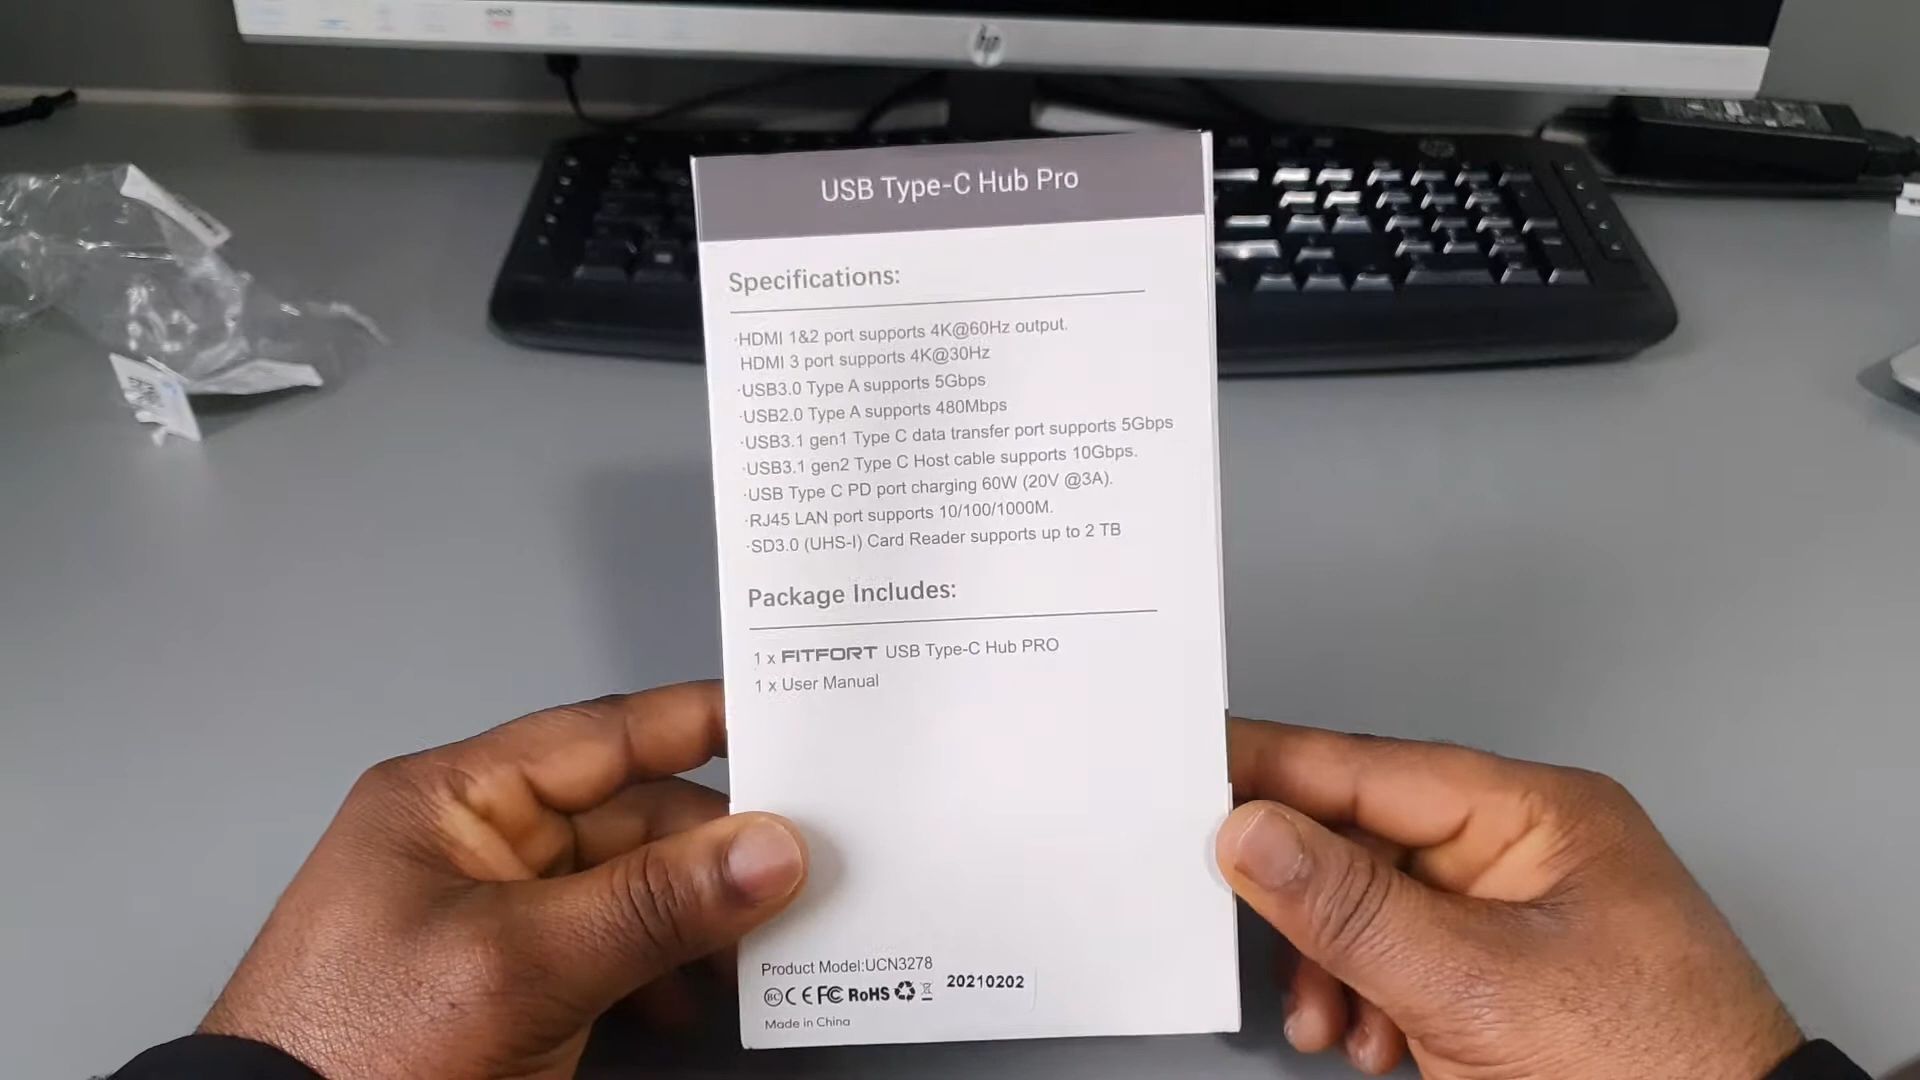 hp
USB Type-C Hub Pro
Specifications:
·HDMI 1&2 port supports 4K@60Hz output.
HDMI 3 port supports 4K@30Hz
·USB3.0 Type A supports 5Gbps
·USB2.0 Type A supports 480Mbps
·USB3.1 gen1 Type C data transfer port supports 5Gbps
·USB3.1 gen2 Type C Host cable supports 10Gbps.
·USB Type C PD port charging 60W (20V @3A).
·RJ45 LAN port supports 10/100/1000M.
·SD3.0 (UHS-I) Card Reader supports up to 2 TB
Package Includes:
1 x FITFORT USB Type-C Hub PRO
1 x User Manual
Product Model:UCN3278
BC CE FC RoHS 20210202
Made in China